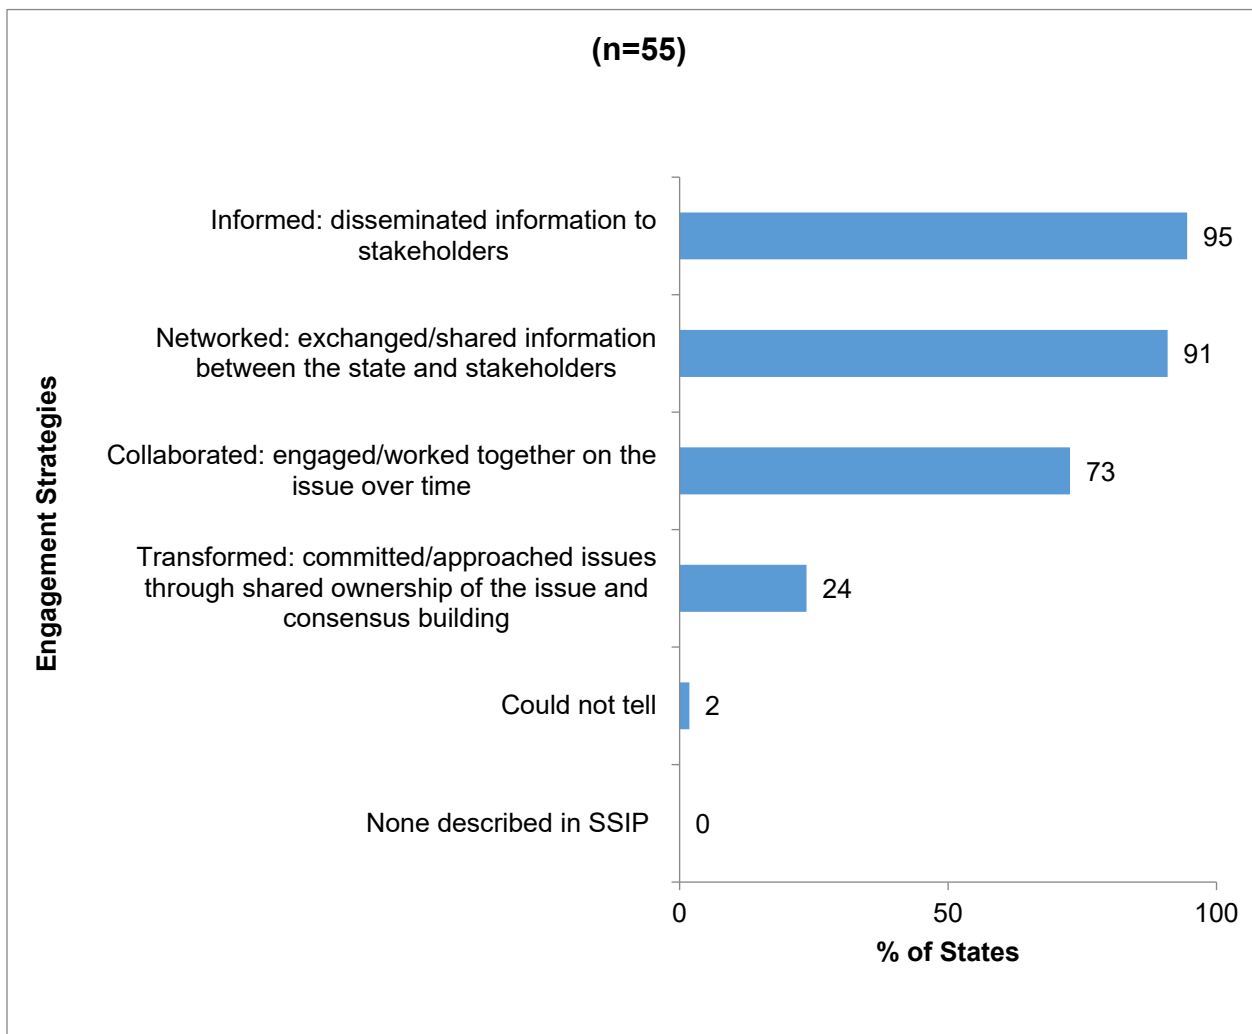 (n=55)
Informed: disseminated information to
stakeholders
95
Networked: exchanged/shared information
between the state and stakeholders
91
Collaborated: engaged/worked together on the
issue over time
73
Transformed: committed/approached issues
through shared ownership of the issue and
consensus building
24
Could not tell
2
None described in SSIP
0
Engagement Strategies
0
50
100
% of States